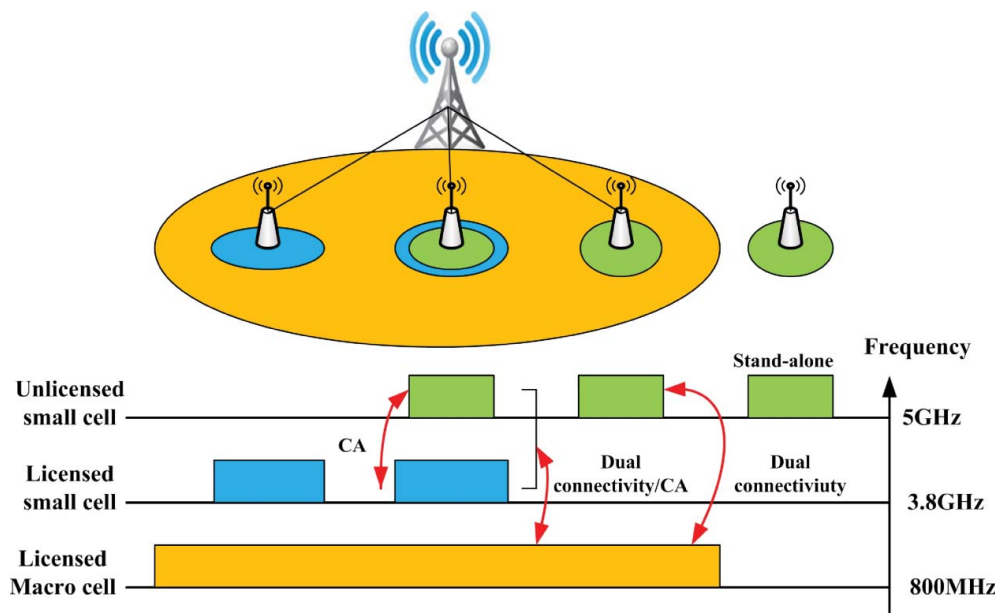 Stand-alone
Frequency
Unlicensed
small cell
5GHz
CA
Dual
connectivity/CA
Dual
connectiviuty
Licensed
small cell
3.8GHz
Licensed
Macro cell
800MHz